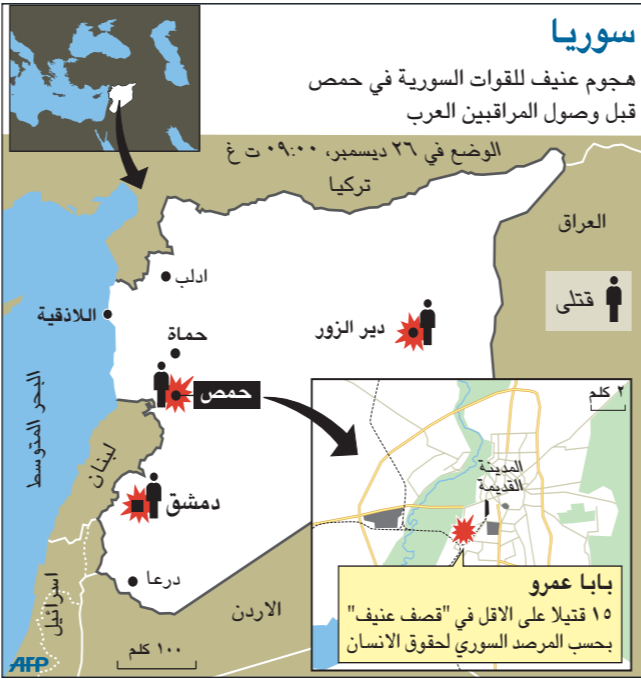 سوريا
هجوم عنيف للقوات السورية في حمص
قبل وصول المراقبين العرب
الوضع في ٢٦ ديسمبر، ٠٩:٠٠ ت غ
تركيا
العراق
قتلى
ادلب
اللاذقية
حماة
دير الزور
حمص
البحر المتوسط
لبنان
دمشق
درعا
اسرائيل
الاردن
١٠٠ كلم
٢ كلم
المدينة
القديمة
بابا عمرو
١٥ قتيلا على الاقل في "قصف عنيف"
بحسب المرصد السوري لحقوق الانسان
AFP